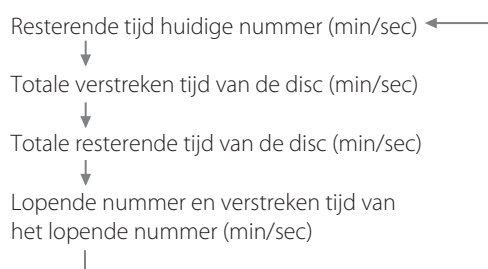 Resterende tijd huidige nummer (min/sec)
Totale verstreken tijd van de disc (min/sec)
Totale resterende tijd van de disc (min/sec)
Lopende nummer en verstreken tijd van
het lopende nummer (min/sec)